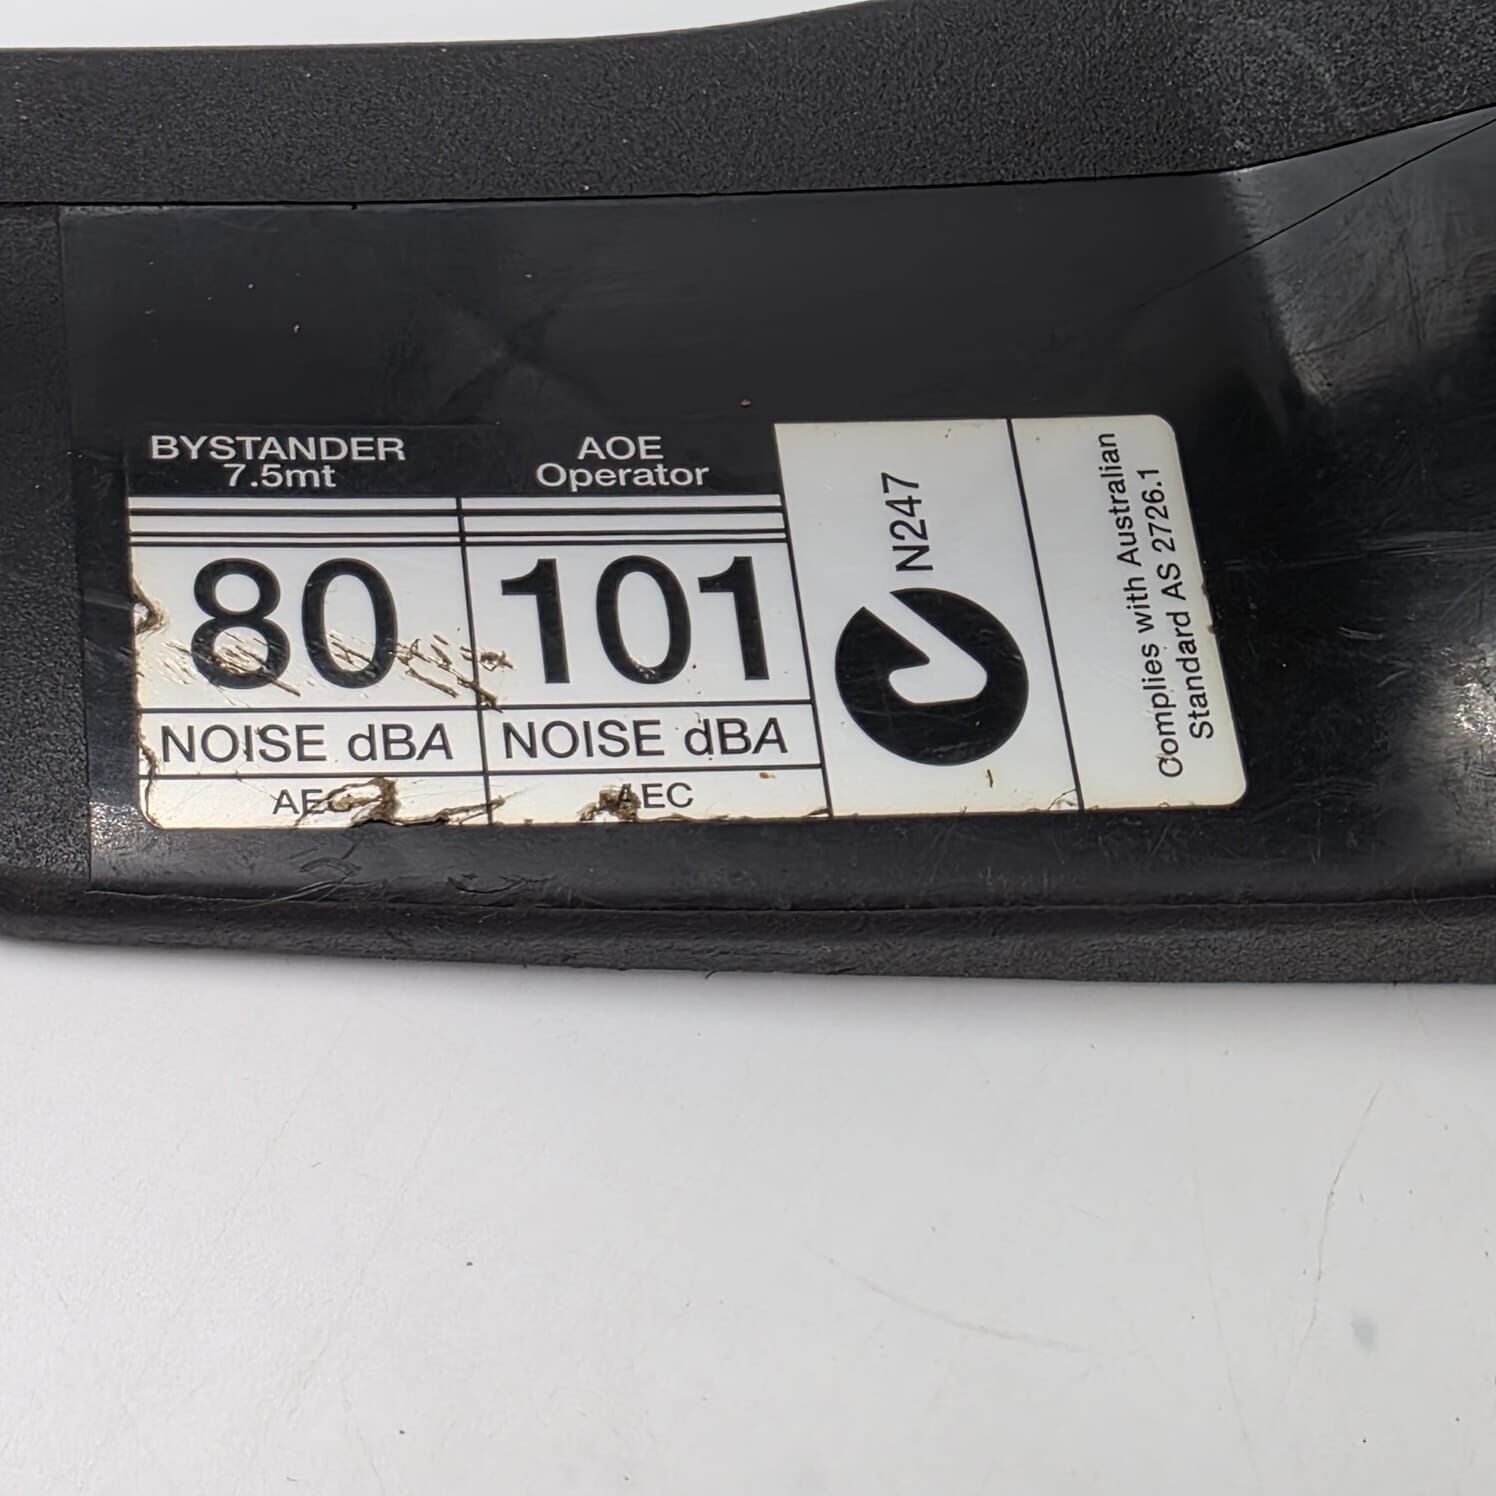 BYSTANDER
7.5mt
AOE
Operator
80
101
NOISE dBA
NOISE dBA
AEC
AEC
N247
Complies with Australian
Standard AS 2726.1